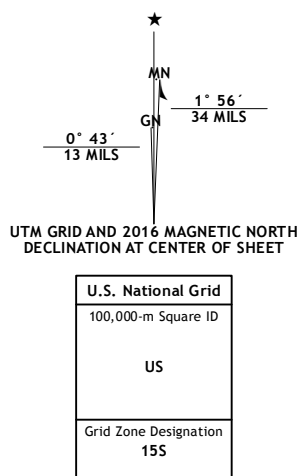 ★
MN
1° 56´
34 MILS
GN
0° 43´
13 MILS
UTM GRID AND 2016 MAGNETIC NORTH
DECLINATION AT CENTER OF SHEET
U.S. National Grid
100,000-m Square ID
US
Grid Zone Designation
15S